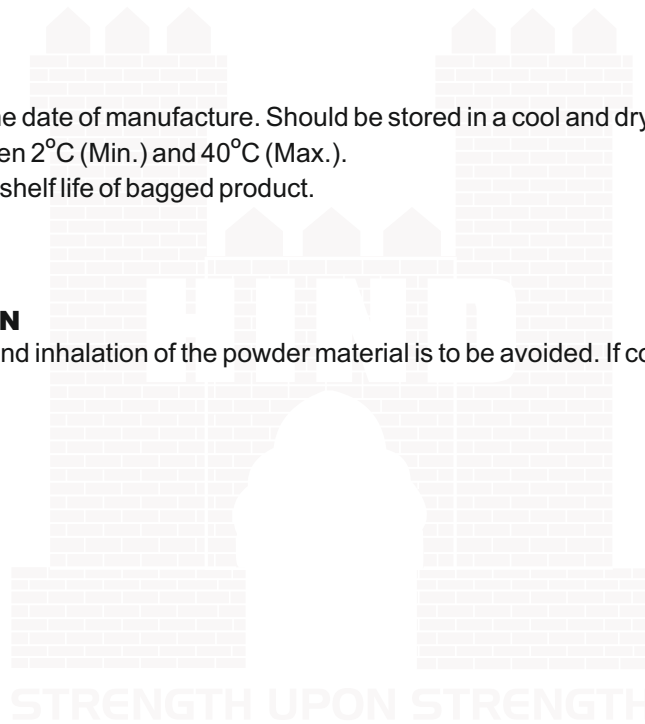 he date of manufacture. Should be stored in a cool and dry
en 2°C (Min.) and 40°C (Max.).
shelf life of bagged product.
N
nd inhalation of the powder material is to be avoided. If co
HIND
STRENGTH UPON STRENGTH